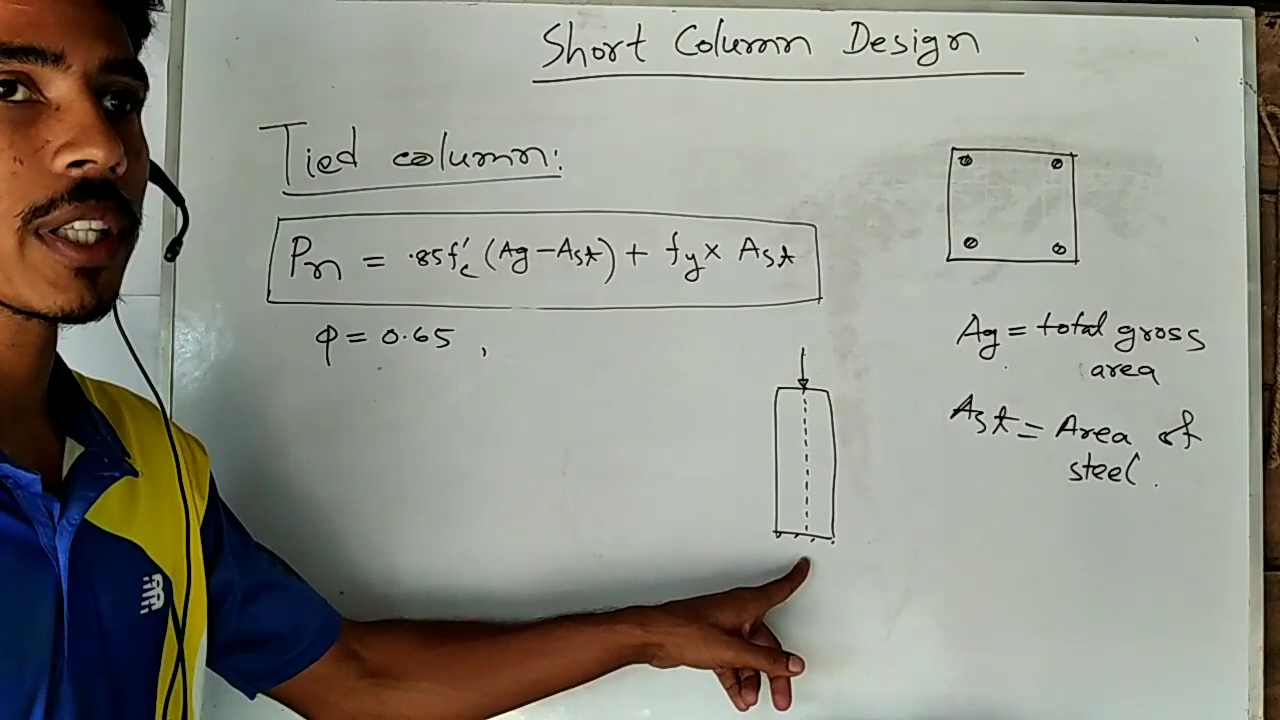 Short Column Design
Tied column:
Pn = .85f'c (Ag-Ast) + fy x Ast
φ = 0.65 ,
Ag = total gross
area
Ast = Area of
steel.
NB